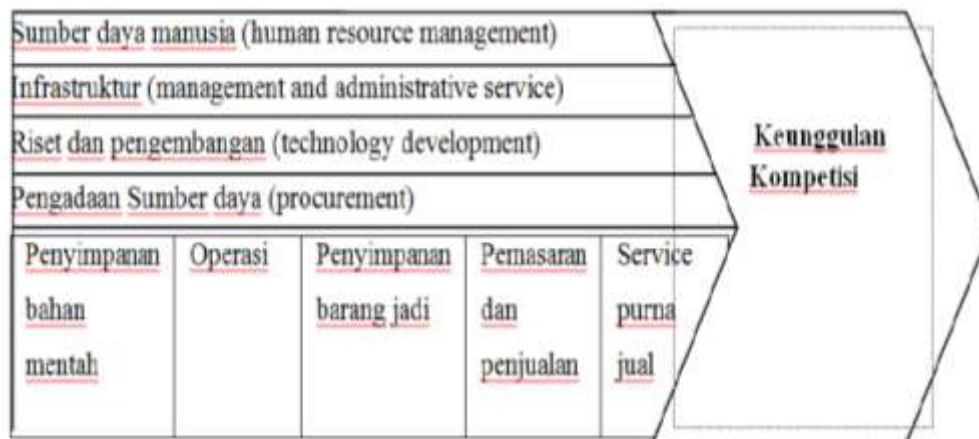 Sumber daya manusia (human resource management)
Infrastruktur (management and administrative service)
Riset dan pengembangan (technology development)
Pengadaan Sumber daya (procurement)
Keunggulan
Kompetisi
Penyimpanan
bahan
mentah
Operasi
Penyimpanan
barang jadi
Pemasaran
dan
penjualan
Service
purna
jual